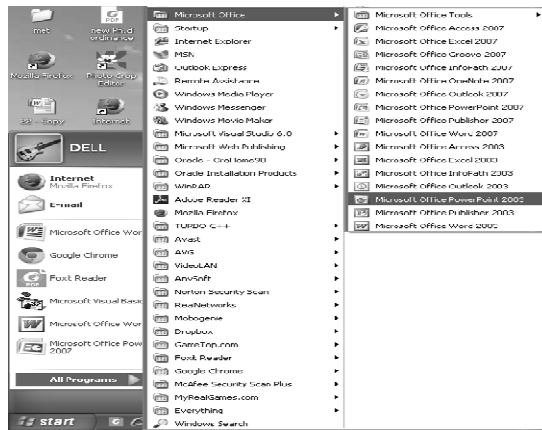 met
new Ph.d
ordinance
Mozilla Firefox
Photo Crop
Editor
Copy
Internet
DELL
Internet
Mozilla Firefox
E-mail
Microsoft Office Wor
Google Chrome
Foxit Reader
Microsoft Visual Basic
Microsoft Office Wor
Microsoft Office Pow
2007
All Programs
start
Microsoft Office
Startup
Internet Explorer
MSN
Outlook Express
Remote Assistance
Windows Media Player
Windows Messenger
Windows Movie Maker
Microsoft Visual Studio 6.0
Microsoft Web Publishing
Oracle - OraHome90
Oracle Installation Products
WinRAR
Adobe Reader XI
Mozilla Firefox
TURBO C++
Avast
AVG
VideoLAN
AnySoft
Norton Security Scan
RealNetworks
Mobogenie
Dropbox
GameTop.com
Foxit Reader
Google Chrome
McAfee Security Scan Plus
MyRealGames.com
Everything
Windows Search
Microsoft Office Tools
Microsoft Office Access 2007
Microsoft Office Excel 2007
Microsoft Office Groove 2007
Microsoft Office InfoPath 2007
Microsoft Office OneNote 2007
Microsoft Office Outlook 2007
Microsoft Office PowerPoint 2007
Microsoft Office Publisher 2007
Microsoft Office Word 2007
Microsoft Office Access 2003
Microsoft Office Excel 2003
Microsoft Office InfoPath 2003
Microsoft Office Outlook 2003
Microsoft Office PowerPoint 2003
Microsoft Office Publisher 2003
Microsoft Office Word 2003